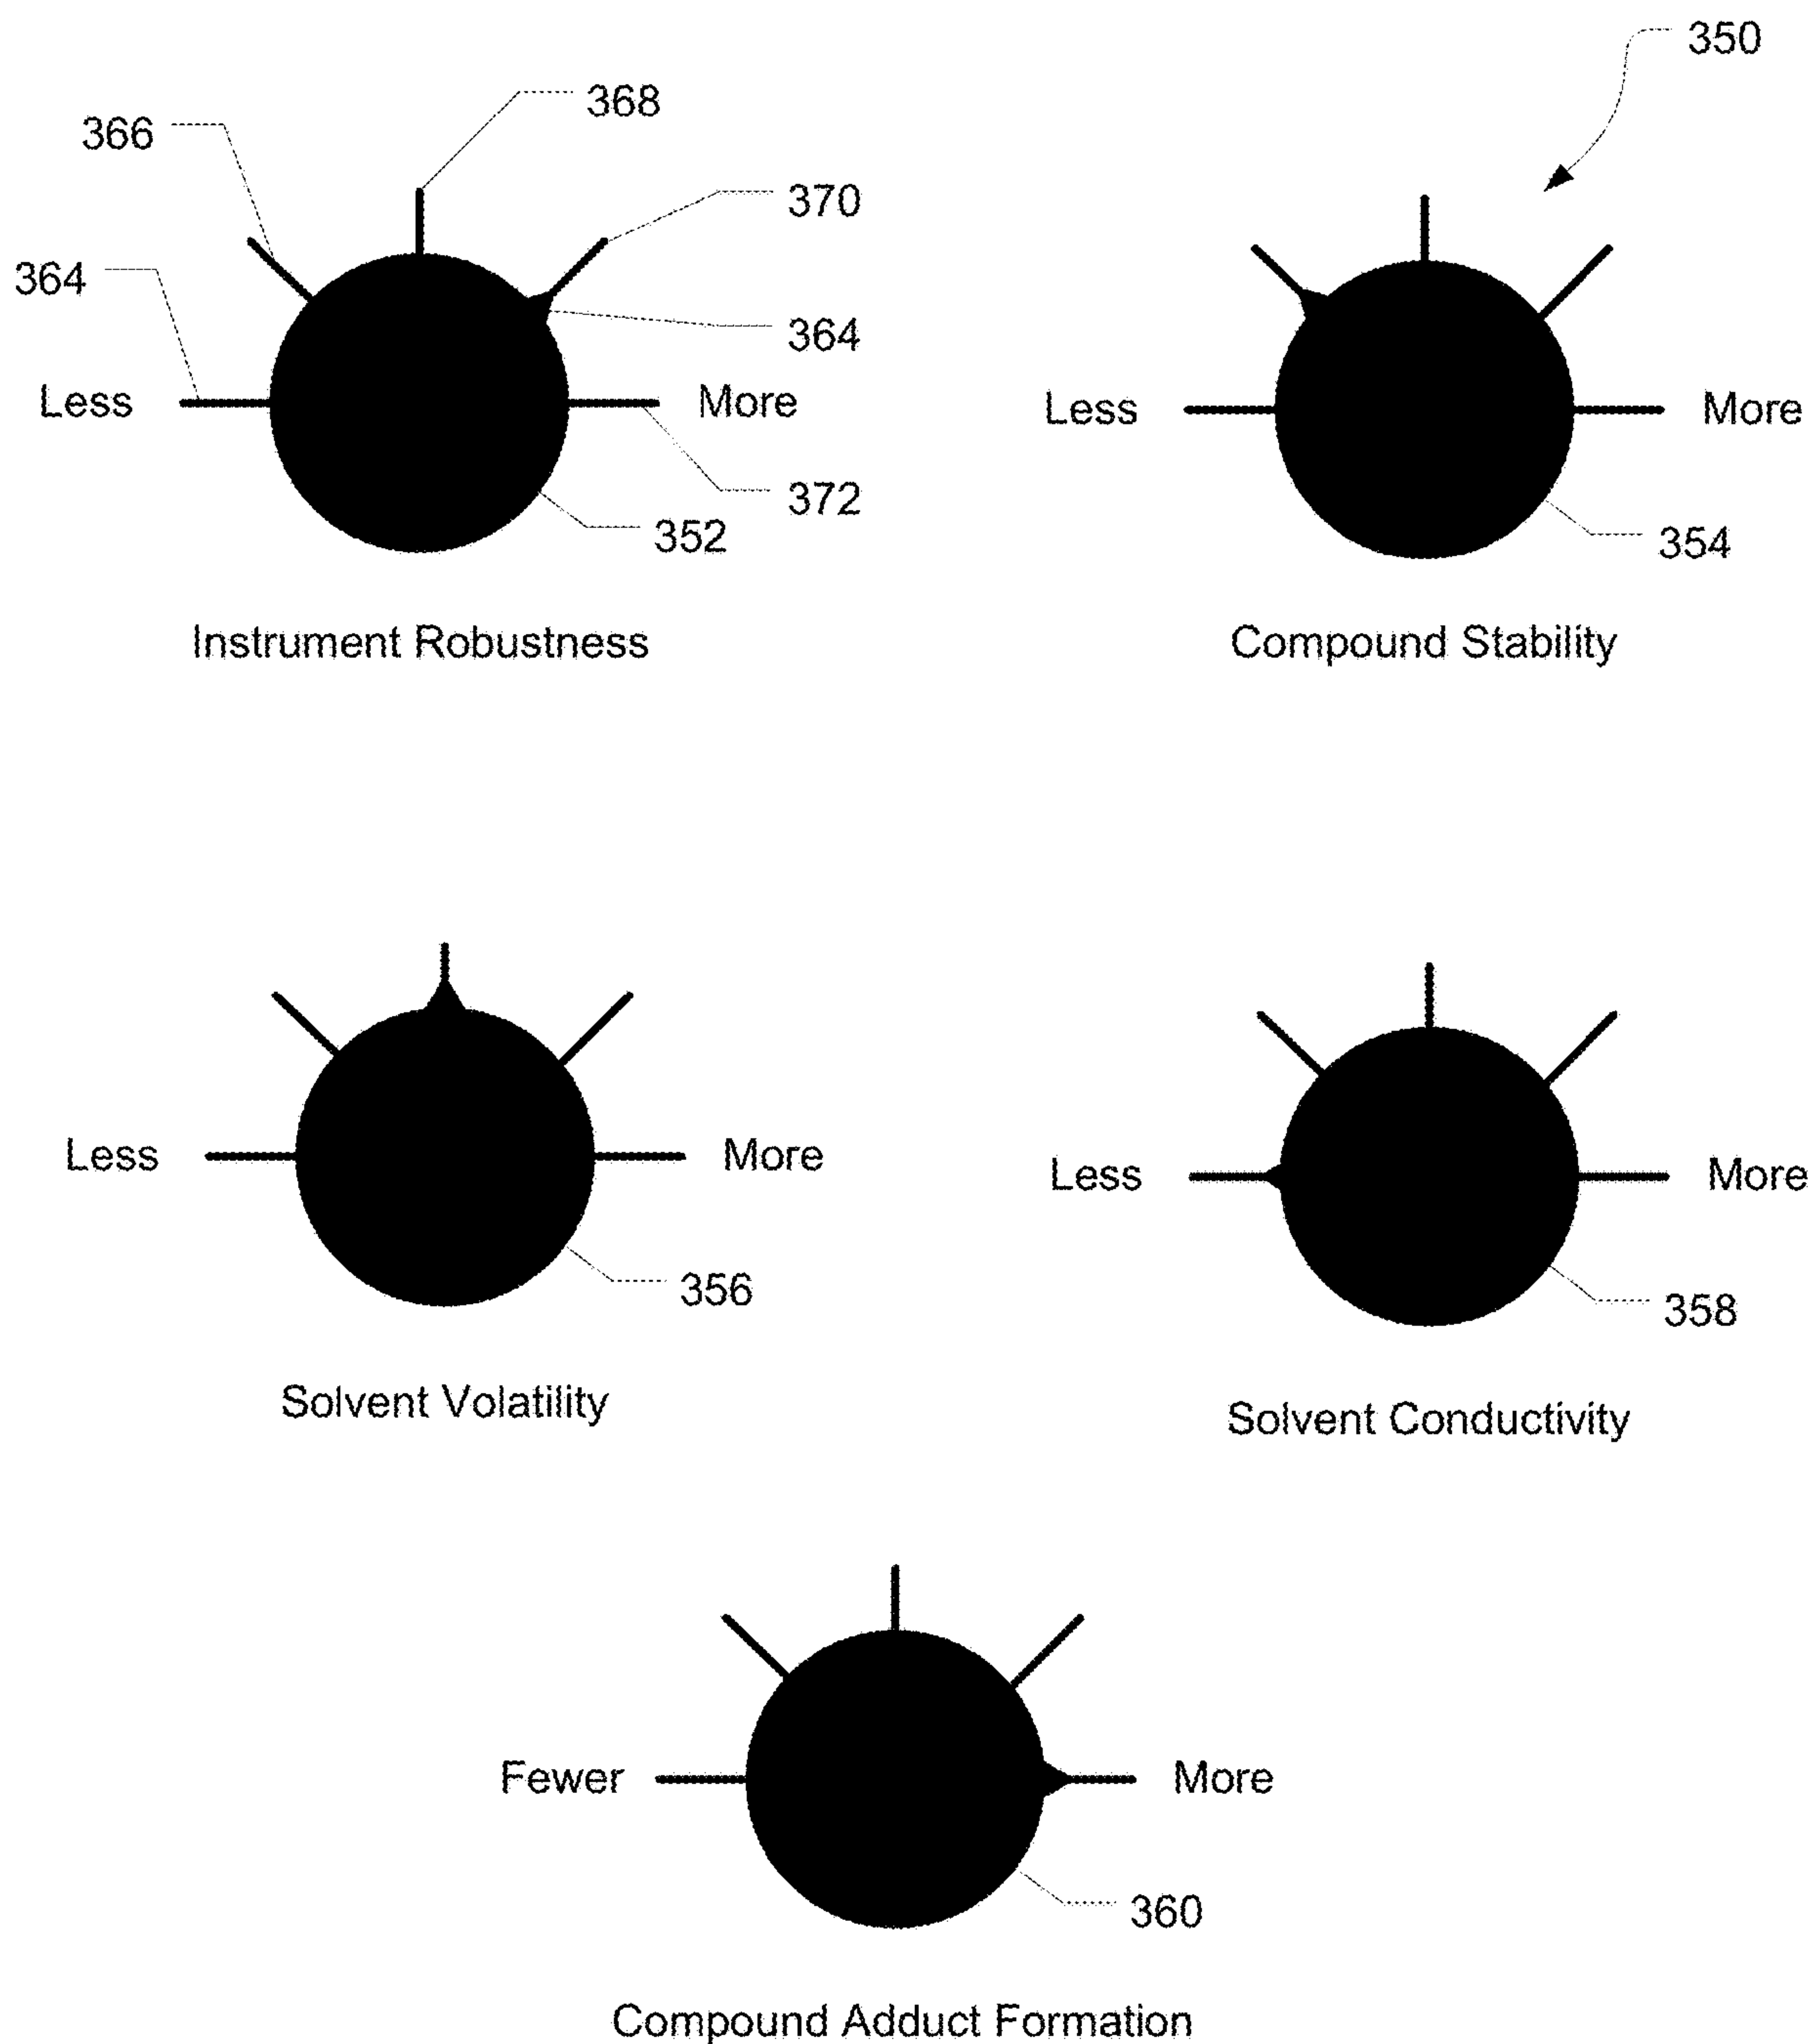 350
368
366
370
364
364
Less
More
Less
More
372
352
354
Instrument Robustness
Compound Stability
Less
More
Less
More
356
358
Solvent Volatility
Solvent Conductivity
Fewer
More
360
Compound Adduct Formation